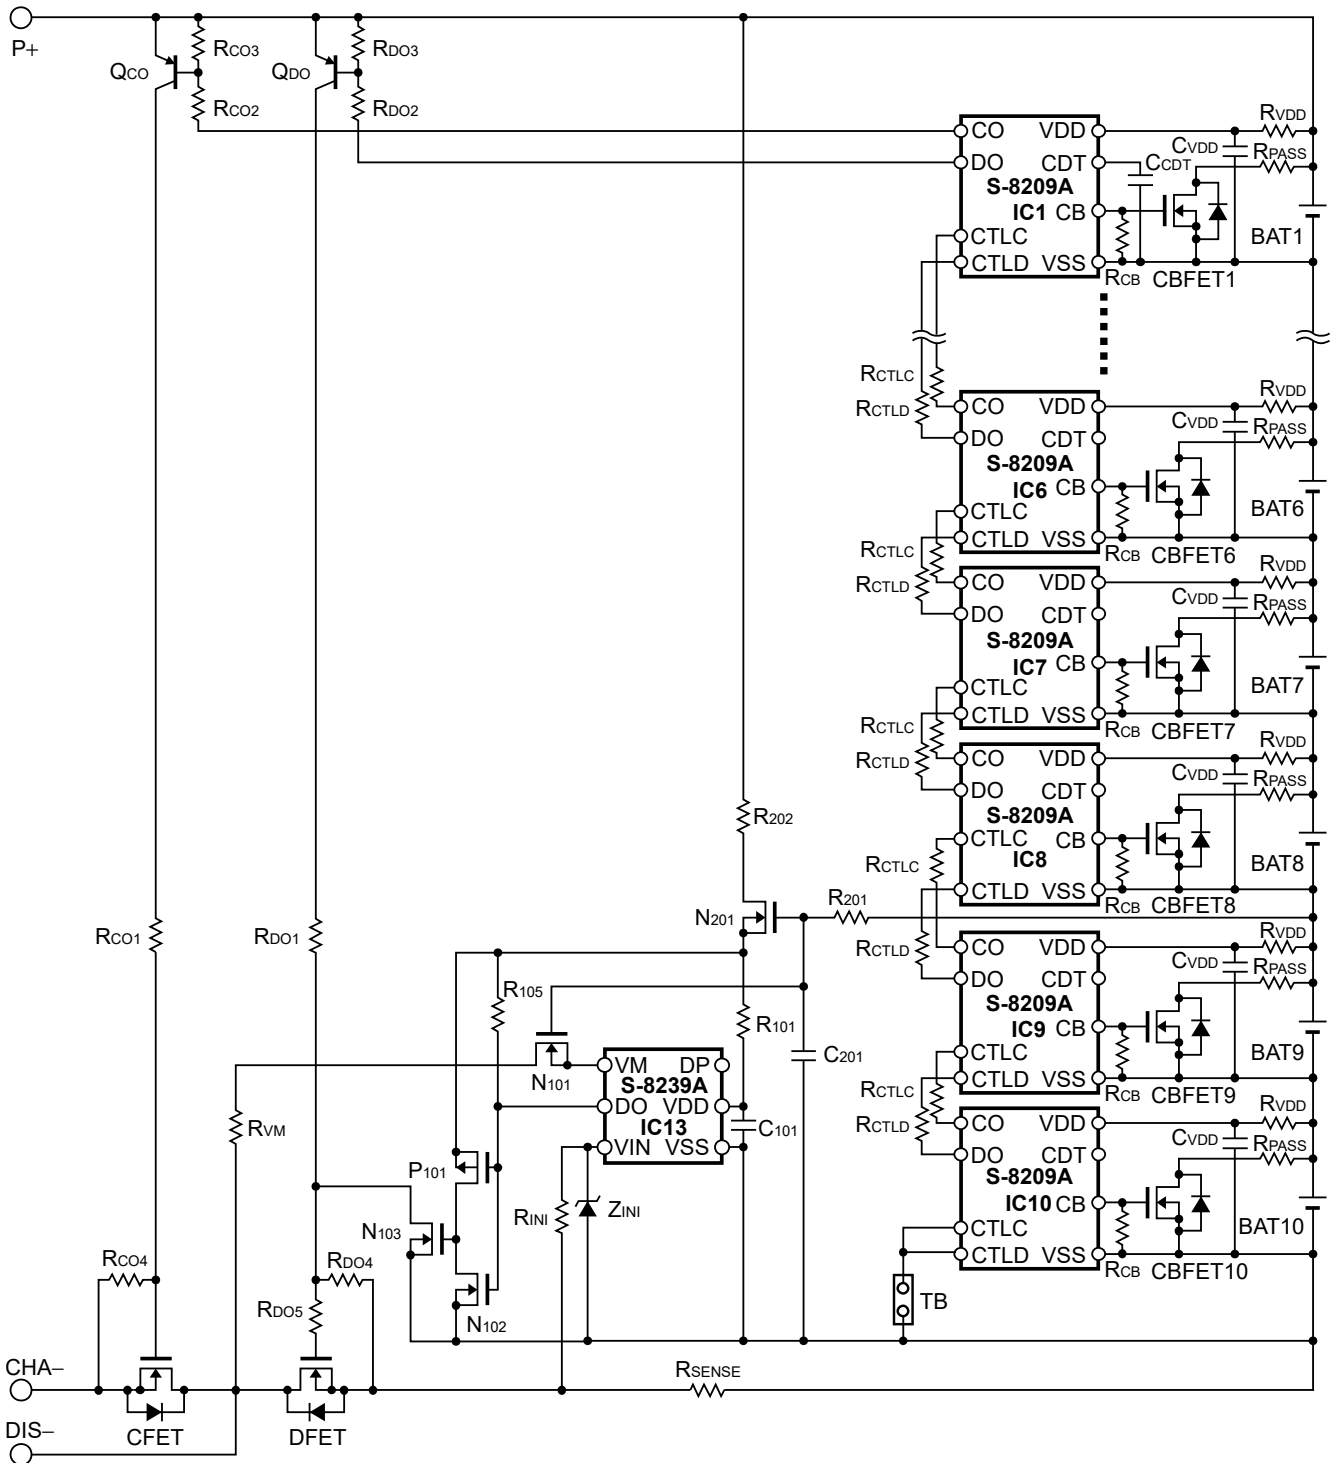 P+
QCO
RCO3
RCO2
QDO
RDO3
RDO2
CO
VDD
DO
CDT
S-8209A
IC1
CB
CTLC
CTLD
VSS
RVDD
CVDD
RPASS
CCDT
BAT1
RCB
CBFET1
RCTLC
RCTLD
CO
VDD
DO
CDT
S-8209A
IC6
CB
CTLC
CTLD
VSS
RVDD
CVDD
RPASS
BAT6
RCB
CBFET6
RCTLC
RCTLD
CO
VDD
DO
CDT
S-8209A
IC7
CB
CTLC
CTLD
VSS
RVDD
CVDD
RPASS
BAT7
RCB
CBFET7
RCTLC
RCTLD
CO
VDD
DO
CDT
S-8209A
IC8
CB
CTLC
CTLD
VSS
RVDD
CVDD
RPASS
BAT8
RCB
CBFET8
RCTLC
RCTLD
R202
N201
R201
CO
VDD
DO
CDT
S-8209A
IC9
CB
CTLC
CTLD
VSS
RVDD
CVDD
RPASS
BAT9
RCB
CBFET9
RCTLC
RCTLD
CO
VDD
DO
CDT
S-8209A
IC10
CB
CTLC
CTLD
VSS
RVDD
CVDD
RPASS
BAT10
RCB
CBFET10
TB
RCO1
RDO1
R105
R101
C201
N101
VM
DP
S-8239A
DO
VDD
IC13
VIN
VSS
C101
RVM
P101
RINI
ZINI
N103
N102
RCO4
RDO4
RDO5
RSENSE
CHA–
DIS–
CFET
DFET